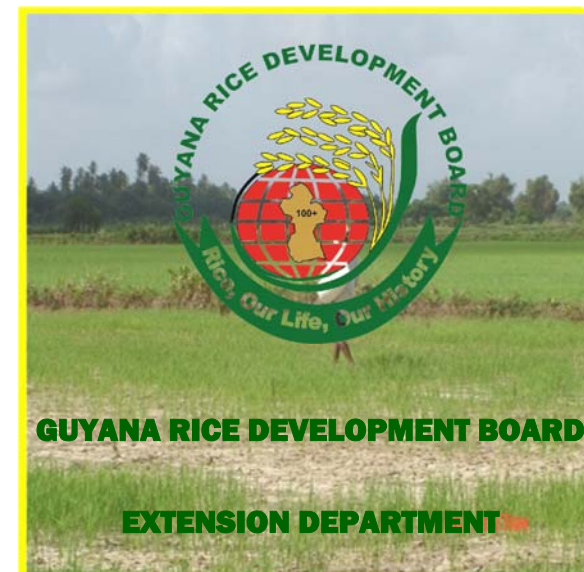 GUYANA RICE DEVELOPMENT BOARD
100+
Rice, Our Life, Our History
GUYANA RICE DEVELOPMENT BOARD
EXTENSION DEPARTMENT